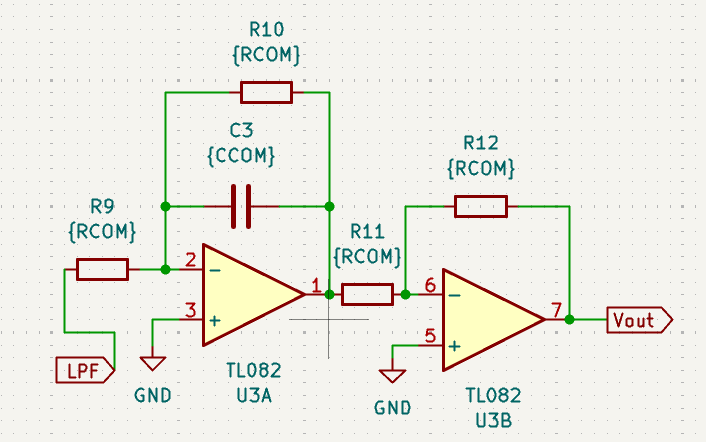 R10
{RCOM}
C3
{CCOM}
R12
{RCOM}
R9
{RCOM}
R11
{RCOM}
2
−
1
3
+
6
−
7
5
+
LPF
GND
TL082
U3A
GND
TL082
U3B
Vout